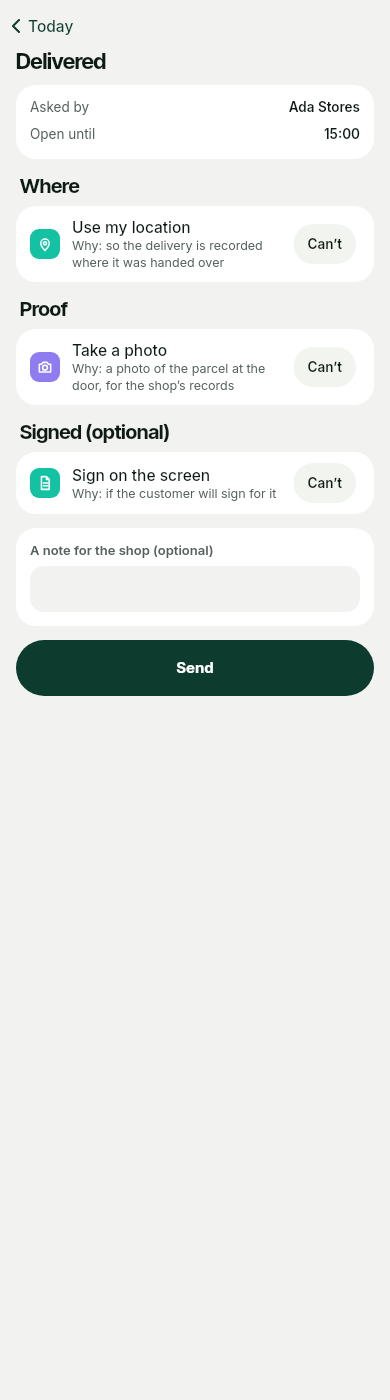 Today
Delivered
Asked by Ada Stores
Open until 15:00
Where
Use my location
Why: so the delivery is recorded
where it was handed over
Can’t
Proof
Take a photo
Why: a photo of the parcel at the
door, for the shop’s records
Can’t
Signed (optional)
Sign on the screen
Why: if the customer will sign for it
Can’t
A note for the shop (optional)
Send